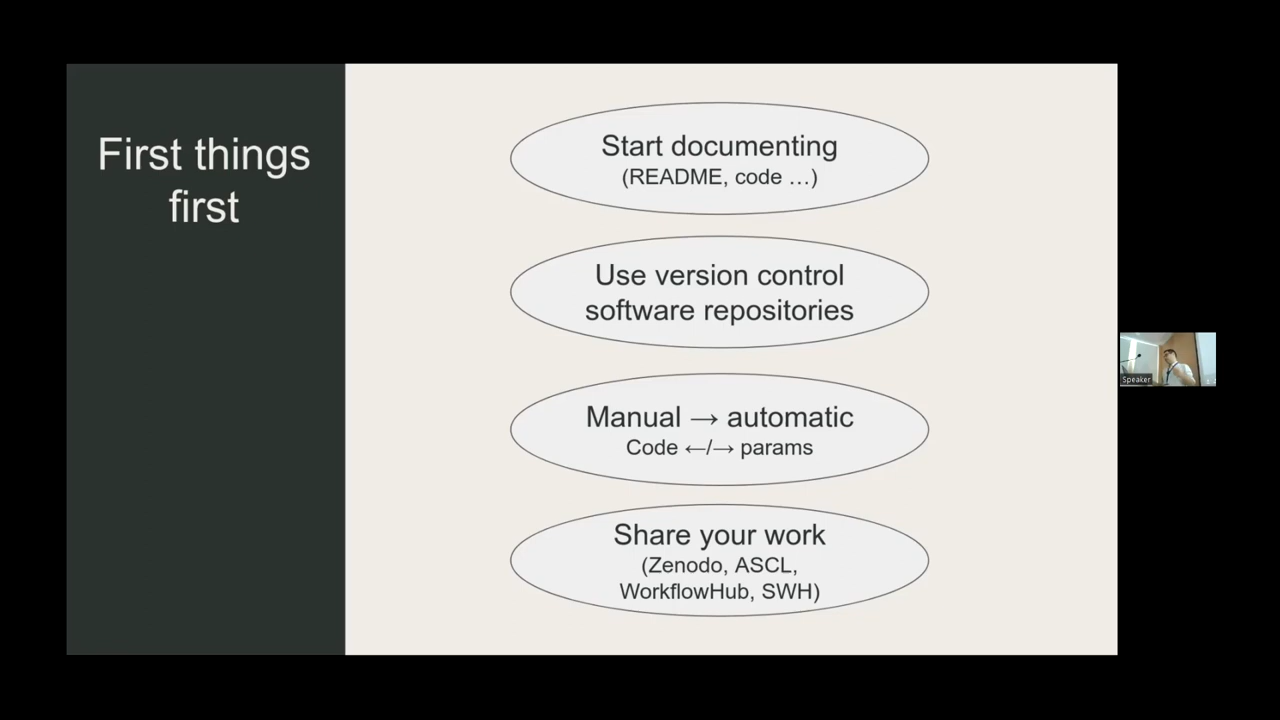 First things
first
Start documenting
(README, code …)
Use version control
software repositories
Manual → automatic
Code ←/→ params
Share your work
(Zenodo, ASCL,
WorkflowHub, SWH)
Speaker